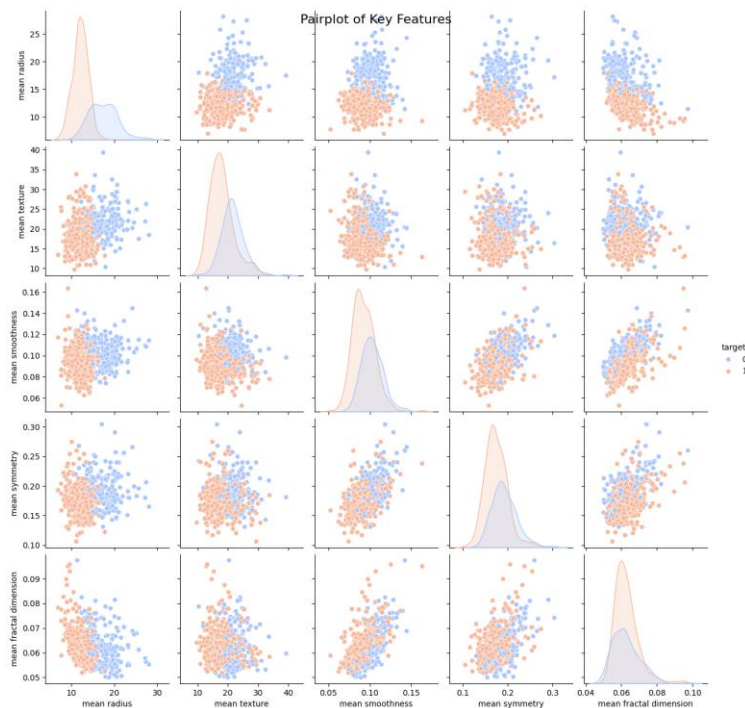 Pairplot of Key Features
mean radius
25
20
15
10
mean texture
40
35
30
25
20
15
10
mean smoothness
0.16
0.14
0.12
0.10
0.08
0.06
target
0
1
mean symmetry
0.30
0.25
0.20
0.15
0.10
mean fractal dimension
0.09
0.08
0.07
0.06
0.05
10 20 30
20 30 40
0.05 0.10 0.15
0.1 0.2 0.3
0.04 0.06 0.08 0.10
mean radius
mean texture
mean smoothness
mean symmetry
mean fractal dimension